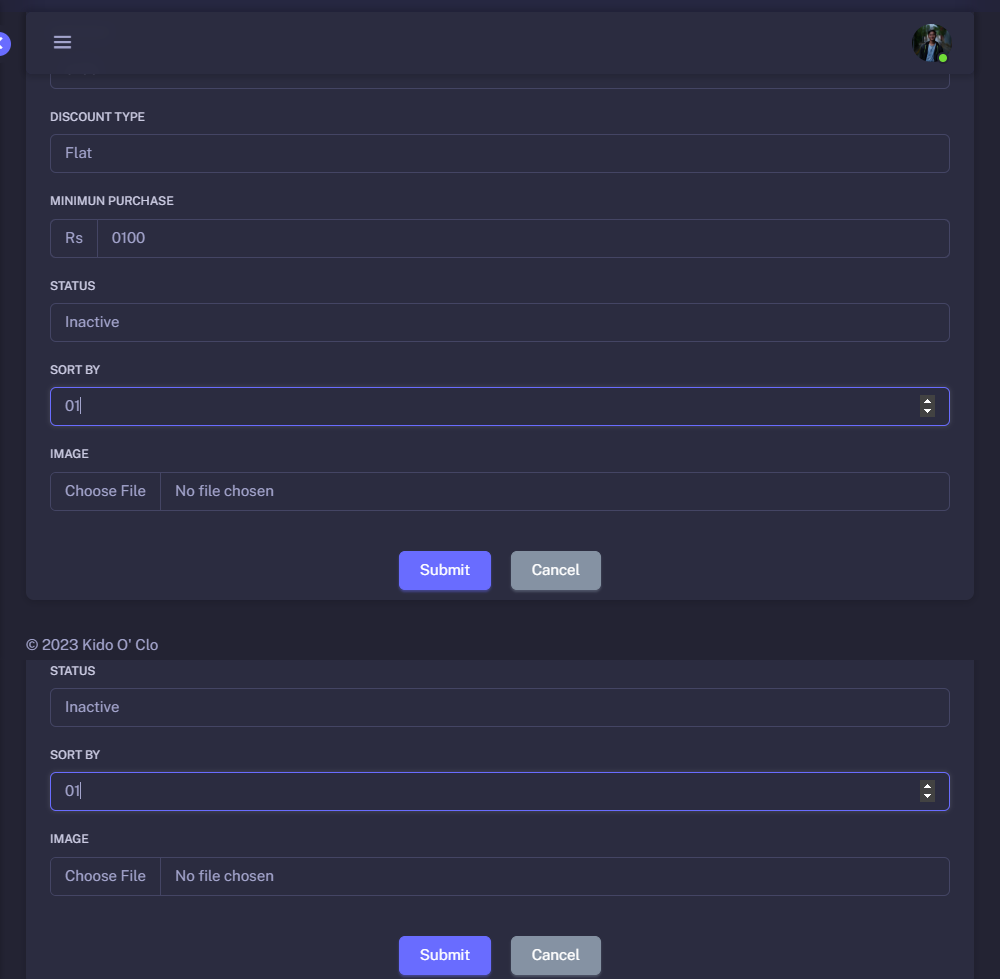 DISCOUNT TYPE
Flat
MINIMUN PURCHASE
Rs 0100
STATUS
Inactive
SORT BY
01
IMAGE
Choose File No file chosen
Submit Cancel
© 2023 Kido O' Clo
STATUS
Inactive
SORT BY
01
IMAGE
Choose File No file chosen
Submit Cancel